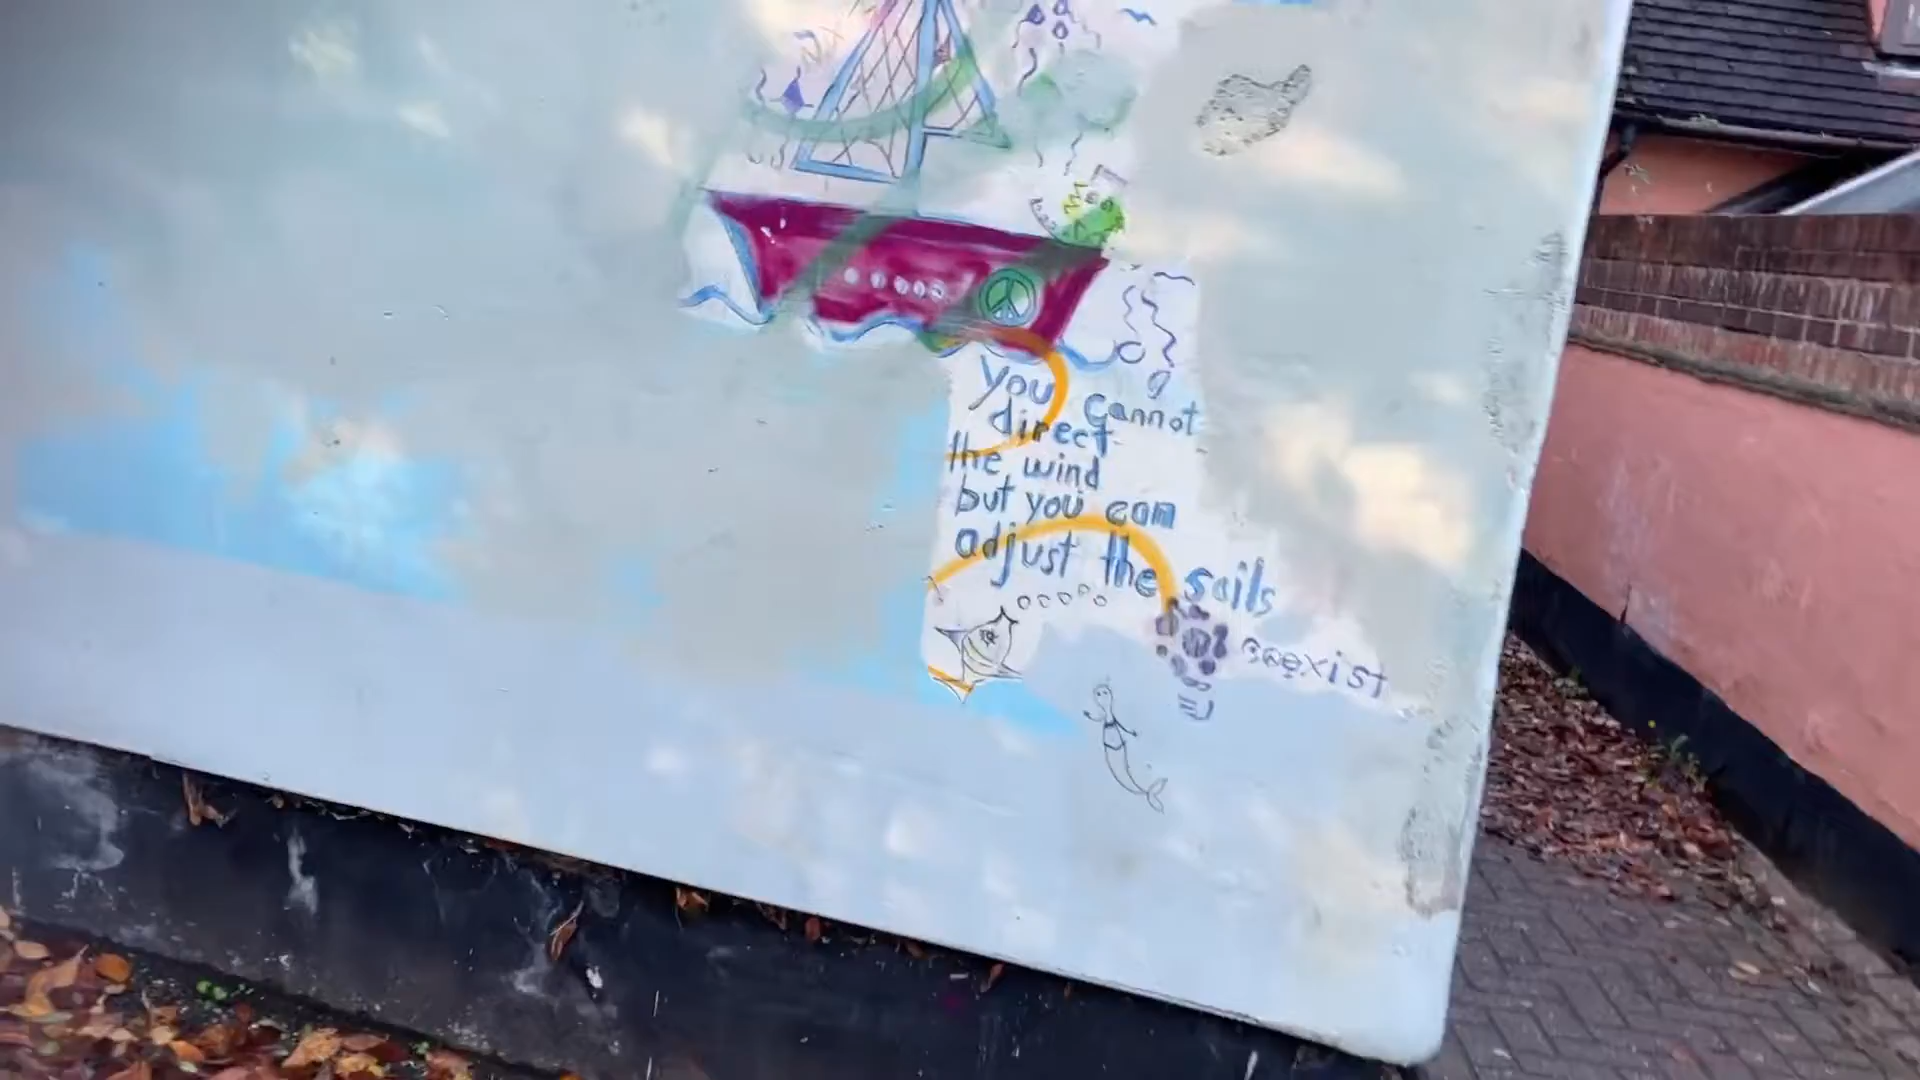 You cannot
direct
the wind
but you can
adjust the sails
coexist